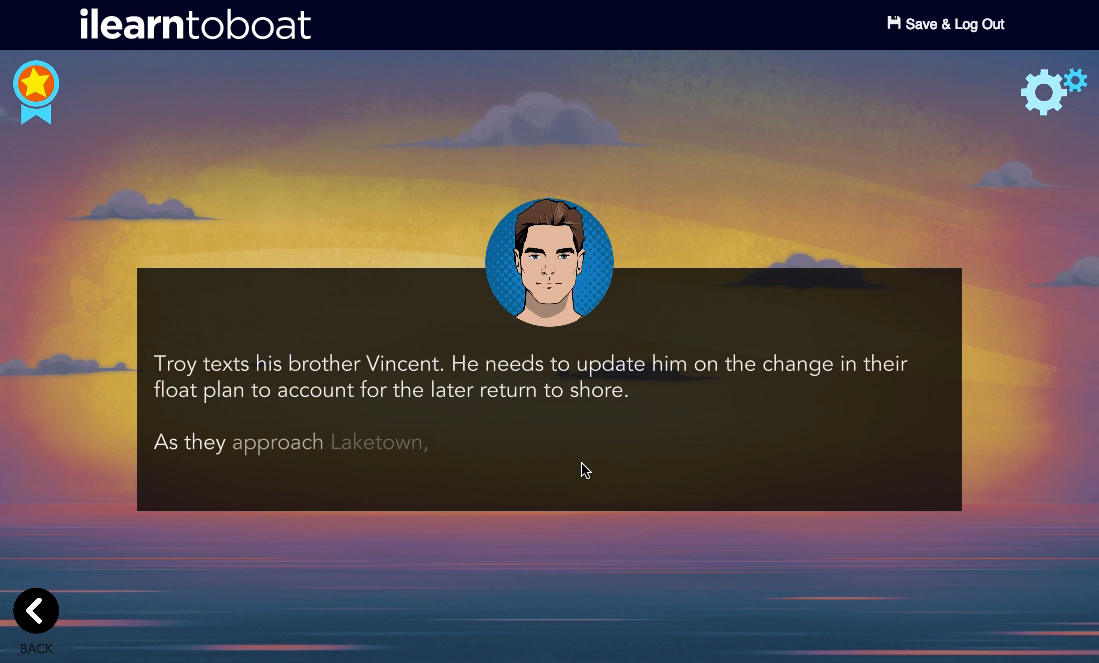 ilearntoboat
Save & Log Out
Troy texts his brother Vincent. He needs to update him on the change in their
float plan to account for the later return to shore.
As they approach Laketown,
BACK